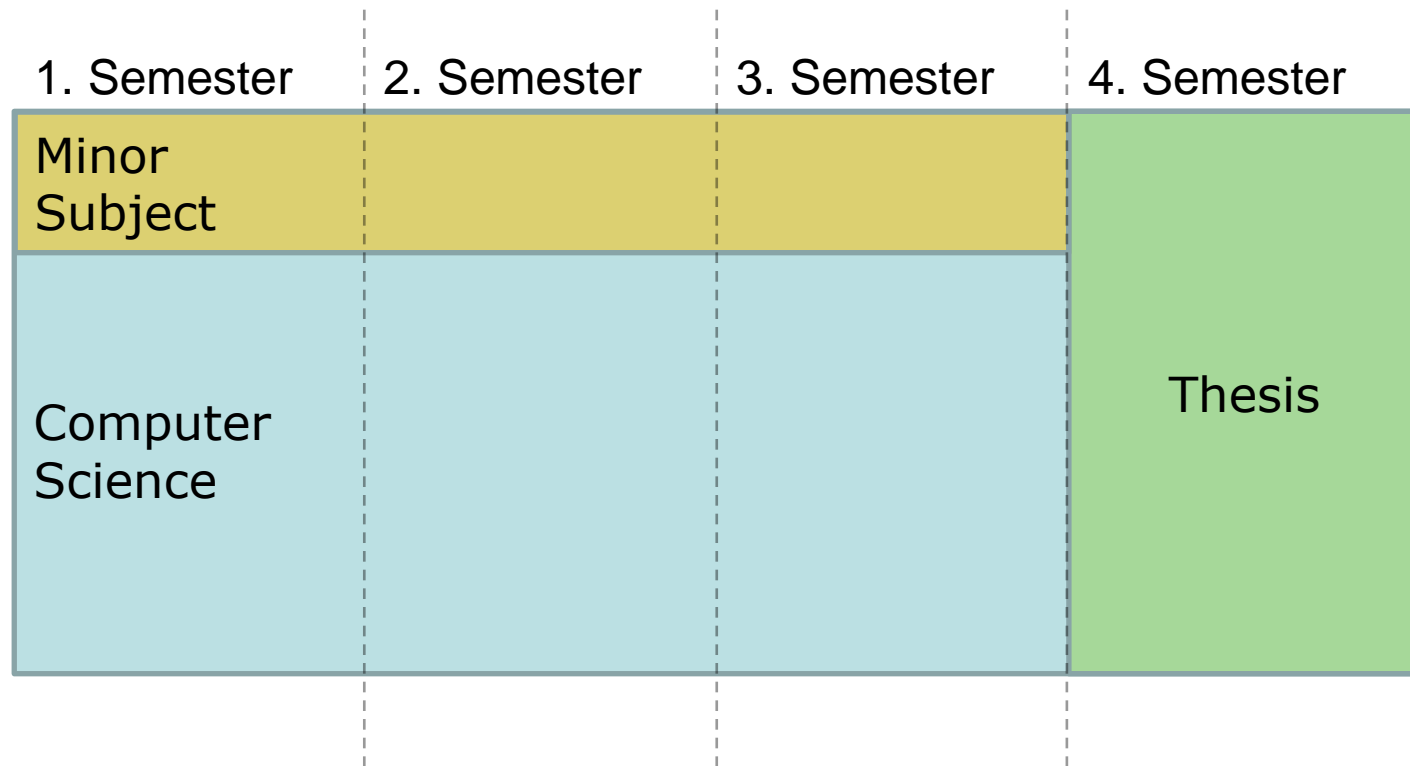 1. Semester 2. Semester 3. Semester 4. Semester
Minor
Subject
Computer
Science
Thesis